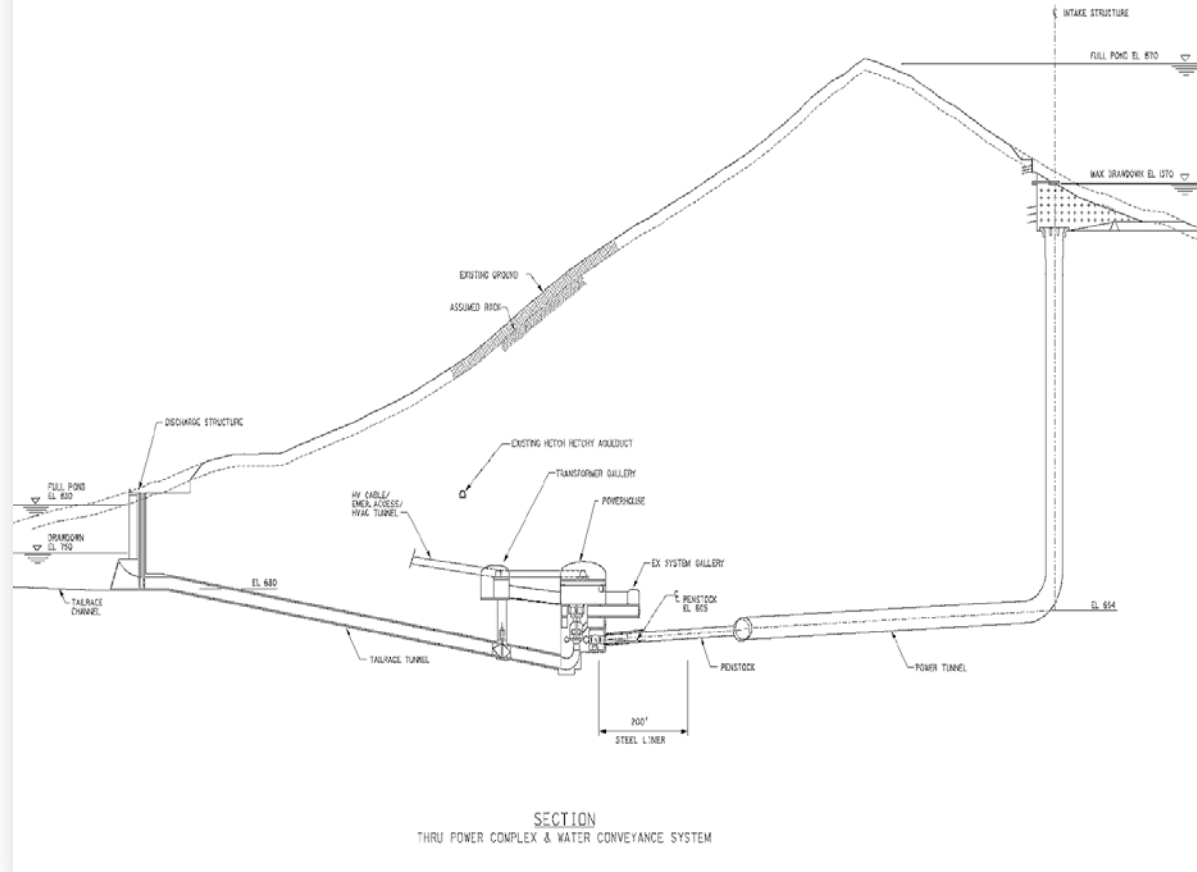 ℄ INTAKE STRUCTURE
FULL POND EL 1670
MAX DRAWDOWN EL 1570
EXISTING GROUND
ASSUMED ROCK
DISCHARGE STRUCTURE
EXISTING HETCH HETCHY AQUEDUCT
TRANSFORMER GALLERY
FULL POND
EL 830
HV CABLE/
EMER. ACCESS/
HVAC TUNNEL
POWERHOUSE
DRAWDOWN
EL 750
EX SYSTEM GALLERY
EL 680
℄ PENSTOCK
EL 605
EL 654
TAILRACE
CHANNEL
TAILRACE TUNNEL
PENSTOCK
POWER TUNNEL
200'
STEEL LINER
SECTION
THRU POWER COMPLEX & WATER CONVEYANCE SYSTEM